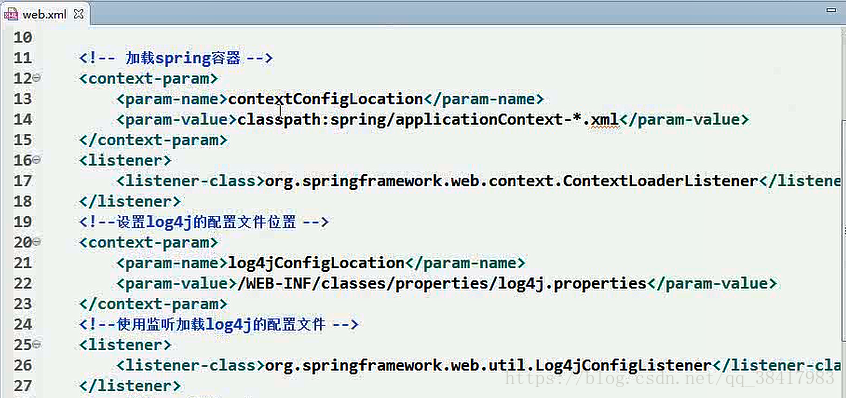 web.xml
10
11 <!-- 加载spring容器 -->
12 <context-param>
13 <param-name>contextConfigLocation</param-name>
14 <param-value>classpath:spring/applicationContext-*.xml</param-value>
15 </context-param>
16 <listener>
17 <listener-class>org.springframework.web.context.ContextLoaderListener</listene
18 </listener>
19 <!--设置log4j的配置文件位置 -->
20 <context-param>
21 <param-name>log4jConfigLocation</param-name>
22 <param-value>/WEB-INF/classes/properties/log4j.properties</param-value>
23 </context-param>
24 <!--使用监听加载log4j的配置文件 -->
25 <listener>
26 <listener-class>org.springframework.web.util.Log4jConfigListener</listener-cla
27 </listener>
https://blog.csdn.net/qq_38417983